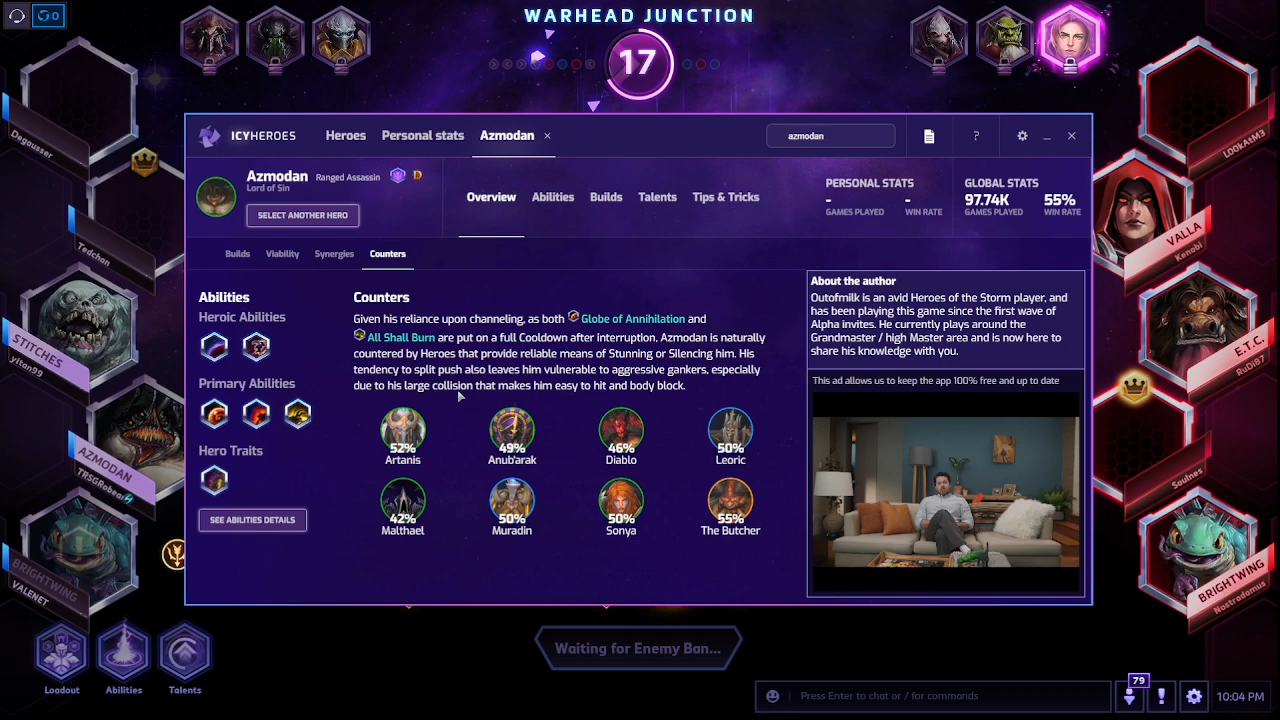 0
WARHEAD JUNCTION
17
Degausser
Tedchan
STITCHES
yitan99
AZMODAN
TRSGRobear
BRIGHTWING
VALENET
LOOkAtM3
VALLA
Kenobi
E.T.C.
RuDi87
Soulnes
BRIGHTWING
Nostradamus
ICYHEROES
Heroes
Personal stats
Azmodan
azmodan
?
Azmodan
Ranged Assassin
D
Lord of Sin
SELECT ANOTHER HERO
Overview
Abilities
Builds
Talents
Tips & Tricks
PERSONAL STATS
-
-
GAMES PLAYED
WIN RATE
GLOBAL STATS
97.74K
55%
GAMES PLAYED
WIN RATE
Builds
Viability
Synergies
Counters
Abilities
Heroic Abilities
Primary Abilities
Hero Traits
SEE ABILITIES DETAILS
Counters
Given his reliance upon channeling, as both Globe of Annihilation and
All Shall Burn are put on a full Cooldown after interruption, Azmodan is naturally
countered by Heroes that provide reliable means of Stunning or Silencing him. His
tendency to split push also leaves him vulnerable to aggressive gankers, especially
due to his large collision that makes him easy to hit and body block.
52%
Artanis
49%
Anub'arak
46%
Diablo
50%
Leoric
42%
Malthael
50%
Muradin
50%
Sonya
55%
The Butcher
About the author
Outofmilk is an avid Heroes of the Storm player, and
has been playing this game since the first wave of
Alpha invites. He currently plays around the
Grandmaster / high Master area and is now here to
share his knowledge with you.
This ad allows us to keep the app 100% free and up to date
Loadout
Abilities
Talents
Waiting for Enemy Ban...
Press Enter to chat or / for commands
79
10:04 PM